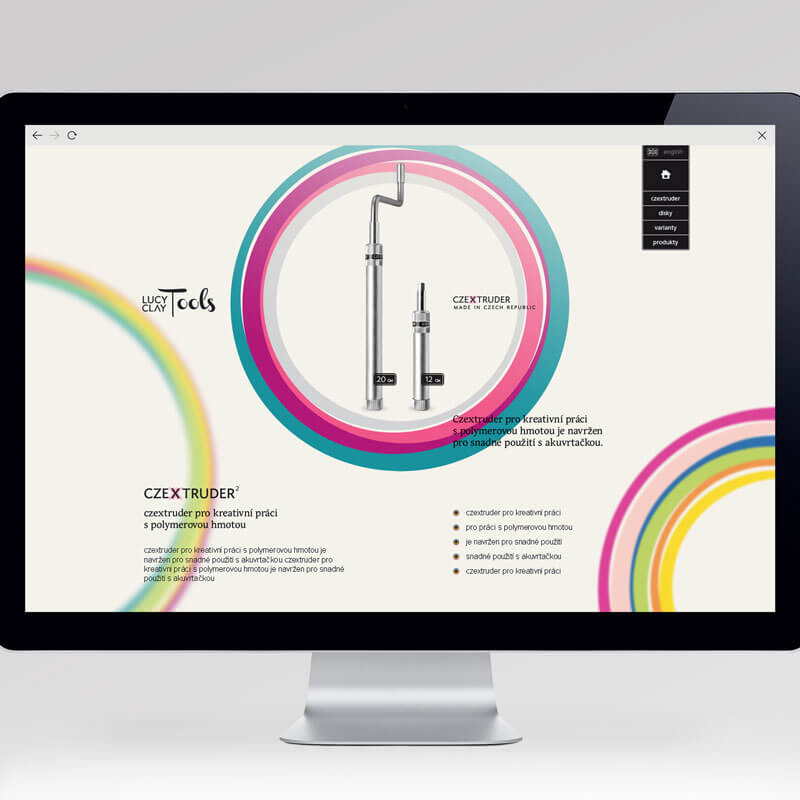 english
czextruder
disky
varianty
produkty
LUCY
CLAY
Tools
CZEXTRUDER
MADE IN CZECH REPUBLIC
20 CM
12 CM
Czextruder pro kreativní práci
s polymerovou hmotou je navržen
pro snadné použití s akuvrtačkou.
CZEXTRUDER²
czextruder pro kreativní práci
s polymerovou hmotou
czextruder pro kreativní práci s polymerovou hmotou je
navržen pro snadné použití s akuvrtačkou czextruder pro
kreativní práci s polymerovou hmotou je navržen pro snadné
použití s akuvrtačkou
czextruder pro kreativní práci
pro práci s polymerovou hmotou
je navržen pro snadné použití
snadné použití s akuvrtačkou
czextruder pro kreativní práci